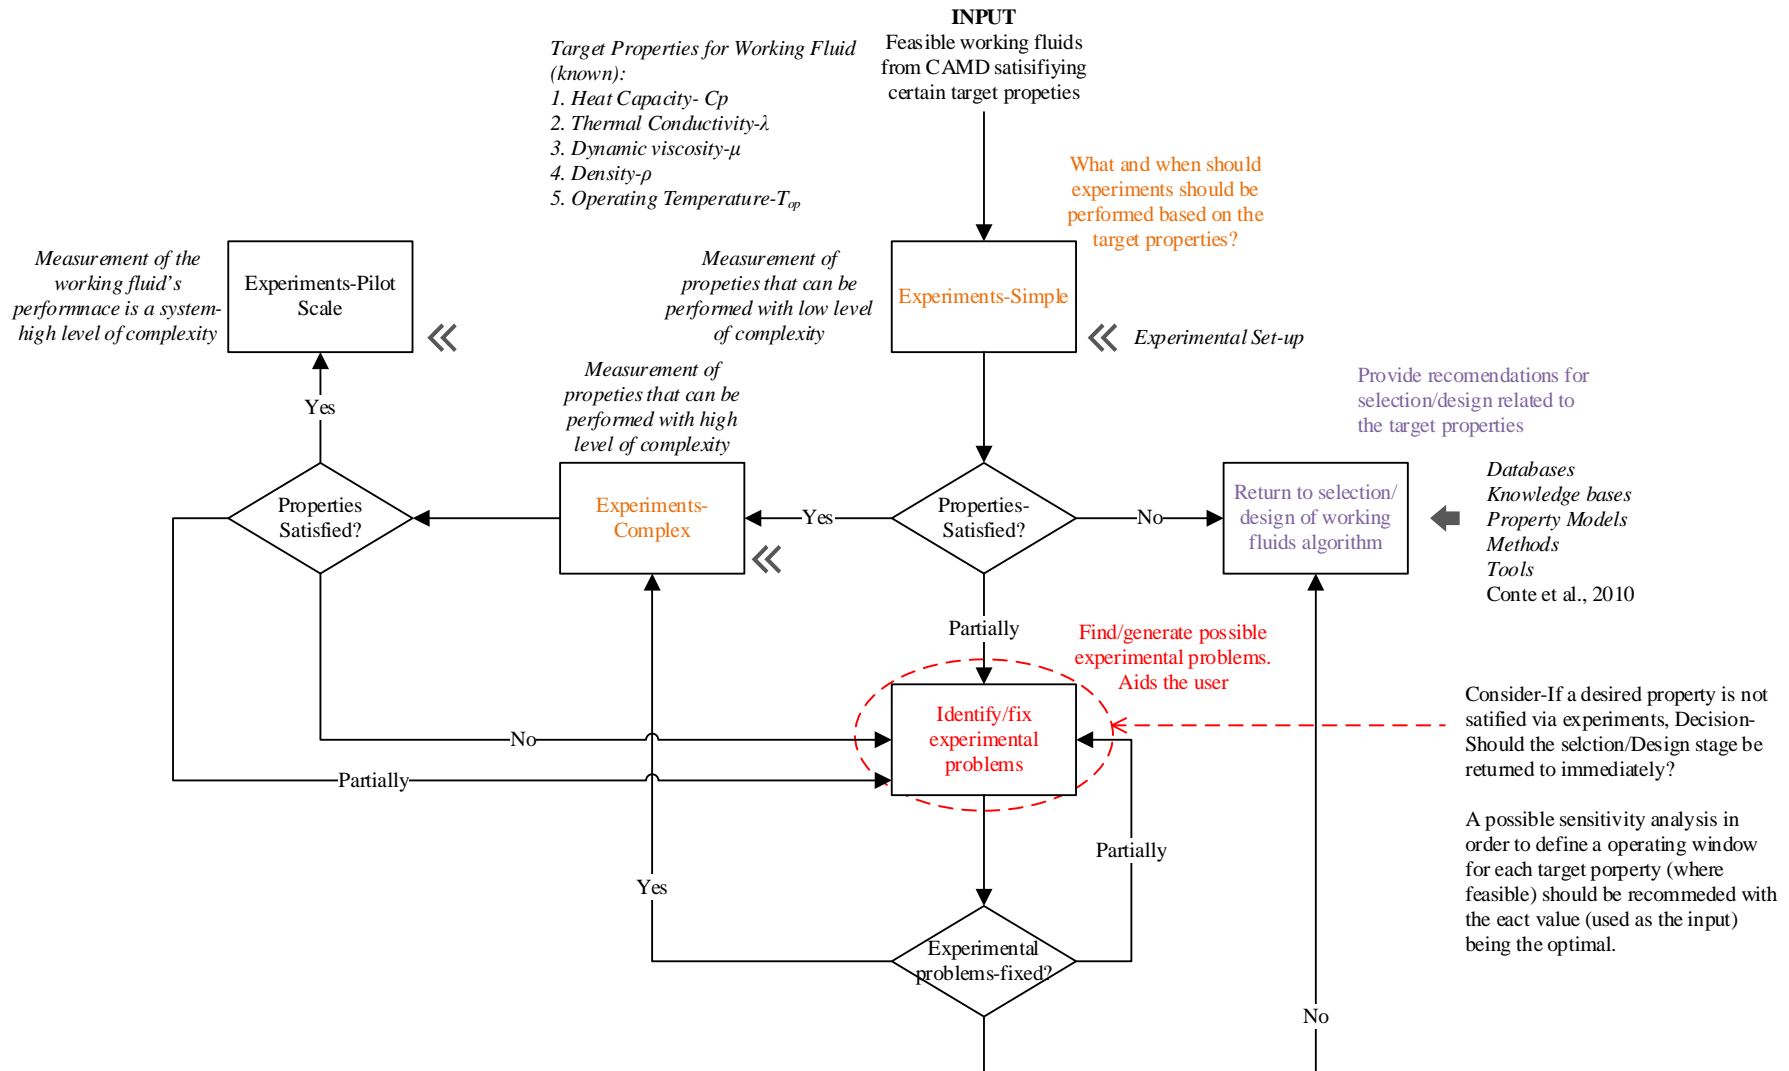 INPUT
Feasible working fluids
from CAMD satisifiying
certain target propeties
Target Properties for Working Fluid
(known):
1. Heat Capacity- Cp
2. Thermal Conductivity-λ
3. Dynamic viscosity-μ
4. Density-ρ
5. Operating Temperature-Top
What and when should
experiments should be
performed based on the
target properties?
Measurement of the
working fluid's
performnace is a system-
high level of complexity
Experiments-Pilot
Scale
Measurement of
propeties that can be
performed with low level
of complexity
Experiments-Simple
Experimental Set-up
Measurement of
propeties that can be
performed with high
level of complexity
Provide recomendations for
selection/design related to
the target properties
Yes
Properties
Satisfied?
Experiments-
Complex
Yes
Properties-
Satisfied?
No
Return to selection/
design of working
fluids algorithm
Databases
Knowledge bases
Property Models
Methods
Tools
Conte et al., 2010
Partially
Find/generate possible
experimental problems.
Aids the user
Identify/fix
experimental
problems
No
Partially
Consider-If a desired property is not
satified via experiments, Decision-
Should the selction/Design stage be
returned to immediately?
A possible sensitivity analysis in
order to define a operating window
for each target porperty (where
feasible) should be recommeded with
the eact value (used as the input)
being the optimal.
Partially
Yes
Experimental
problems-fixed?
No